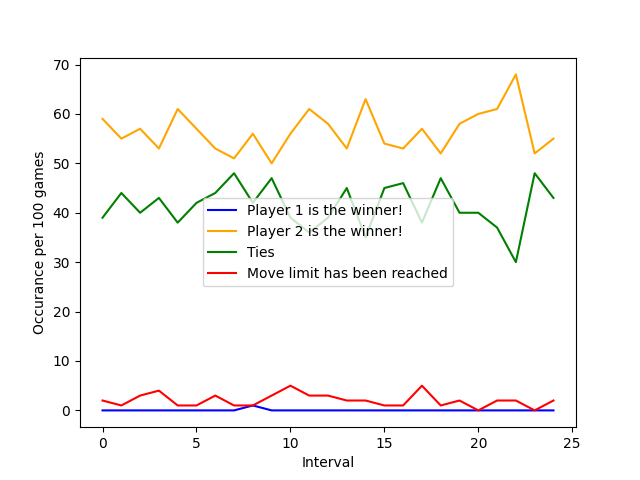 70
60
50
40
30
20
10
0
Occurance per 100 games
Player 1 is the winner!
Player 2 is the winner!
Ties
Move limit has been reached
0 5 10 15 20 25
Interval